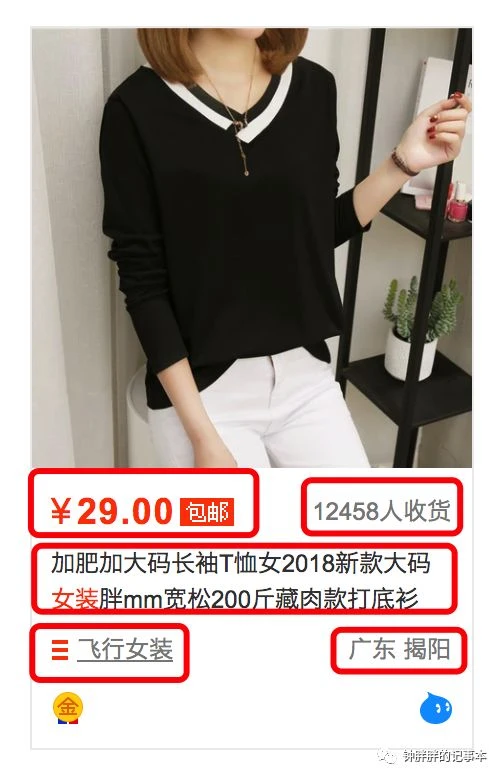 ¥29.00 包邮
12458人收货
加肥加大码长袖T恤女2018新款大码
女装胖mm宽松200斤藏肉款打底衫
飞行女装
广东 揭阳
金
钟胖胖的记事本